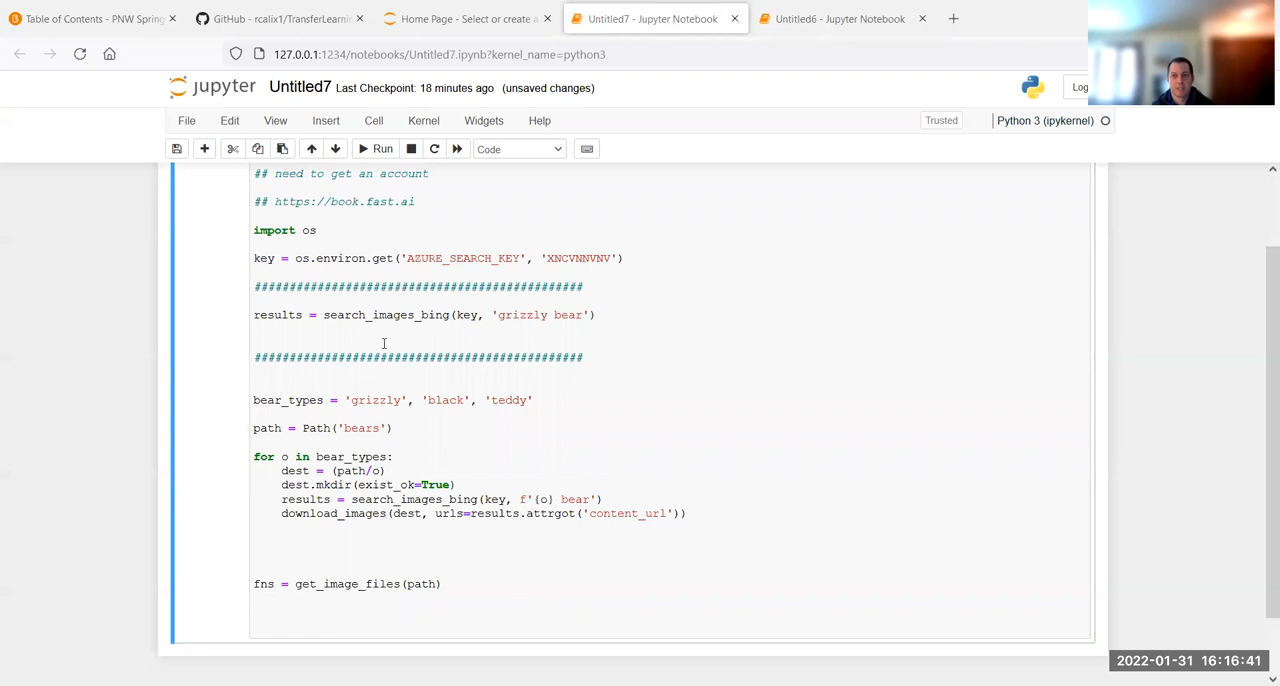 Table of Contents - PNW Spring
GitHub - rcalix1/TransferLearni
Home Page - Select or create a
Untitled7 - Jupyter Notebook
Untitled6 - Jupyter Notebook
127.0.0.1:1234/notebooks/Untitled7.ipynb?kernel_name=python3
jupyter Untitled7 Last Checkpoint: 18 minutes ago (unsaved changes)
Log
File Edit View Insert Cell Kernel Widgets Help
Trusted
Python 3 (ipykernel)
Run
Code
## need to get an account
## https://book.fast.ai
import os
key = os.environ.get('AZURE_SEARCH_KEY', 'XNCVNNVNV')
###############################################
results = search_images_bing(key, 'grizzly bear')
###############################################
bear_types = 'grizzly', 'black', 'teddy'
path = Path('bears')
for o in bear_types:
    dest = (path/o)
    dest.mkdir(exist_ok=True)
    results = search_images_bing(key, f'{o} bear')
    download_images(dest, urls=results.attrgot('content_url'))
fns = get_image_files(path)
2022-01-31 16:16:41